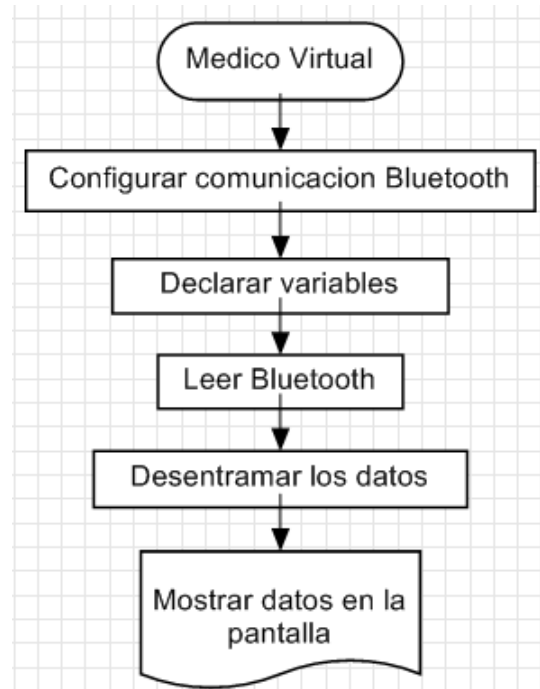 Medico Virtual
Configurar comunicacion Bluetooth
Declarar variables
Leer Bluetooth
Desentramar los datos
Mostrar datos en la
pantalla